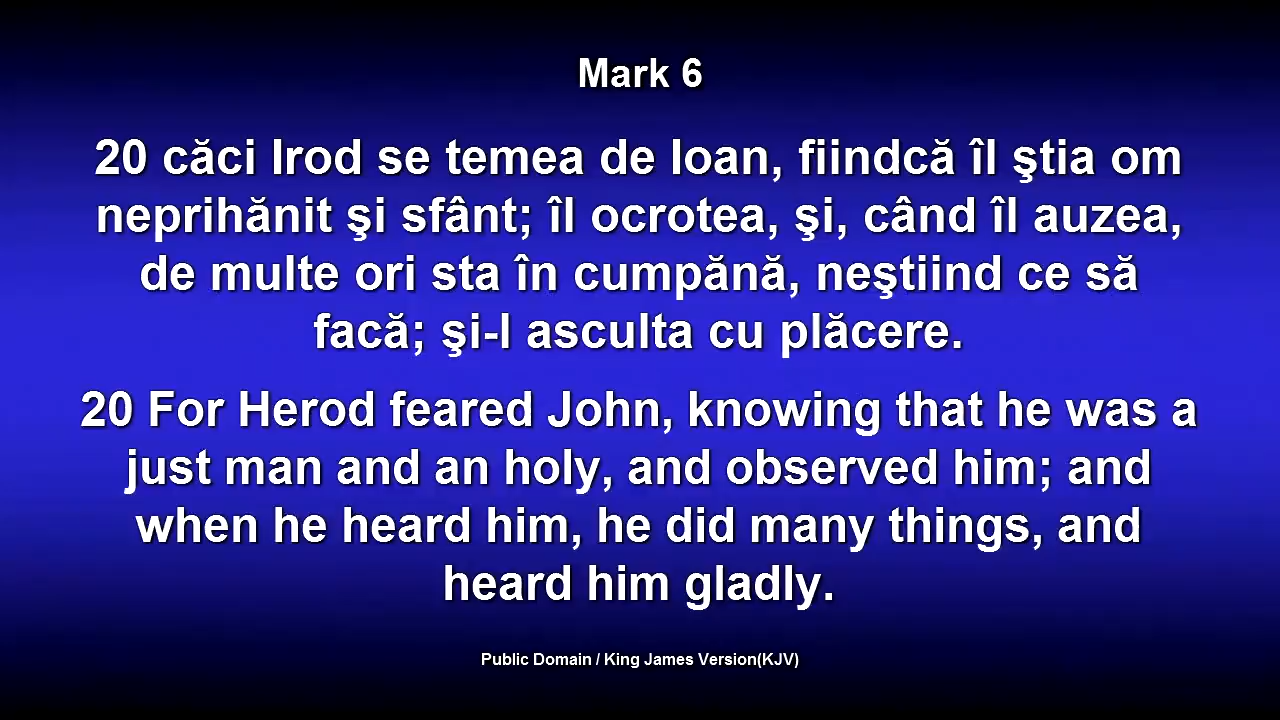 Mark 6
20 căci Irod se temea de Ioan, fiindcă îl ştia om
neprihănit şi sfânt; îl ocrotea, şi, când îl auzea,
de multe ori sta în cumpănă, neştiind ce să
facă; şi-l asculta cu plăcere.
20 For Herod feared John, knowing that he was a
just man and an holy, and observed him; and
when he heard him, he did many things, and
heard him gladly.
Public Domain / King James Version(KJV)